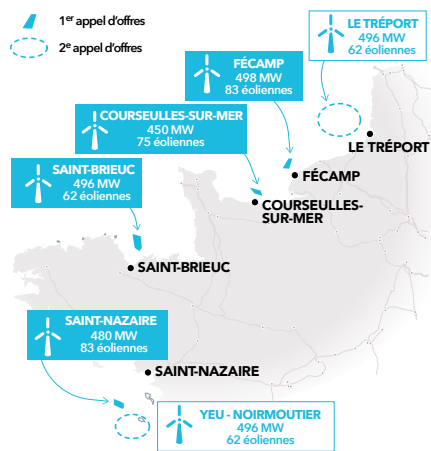 1er appel d'offres
2e appel d'offres
LE TRÉPORT
496 MW
62 éoliennes
FÉCAMP
498 MW
83 éoliennes
COURSEULLES-SUR-MER
450 MW
75 éoliennes
SAINT-BRIEUC
496 MW
62 éoliennes
LE TRÉPORT
FÉCAMP
COURSEULLES-
SUR-MER
SAINT-BRIEUC
SAINT-NAZAIRE
480 MW
83 éoliennes
SAINT-NAZAIRE
YEU - NOIRMOUTIER
496 MW
62 éoliennes